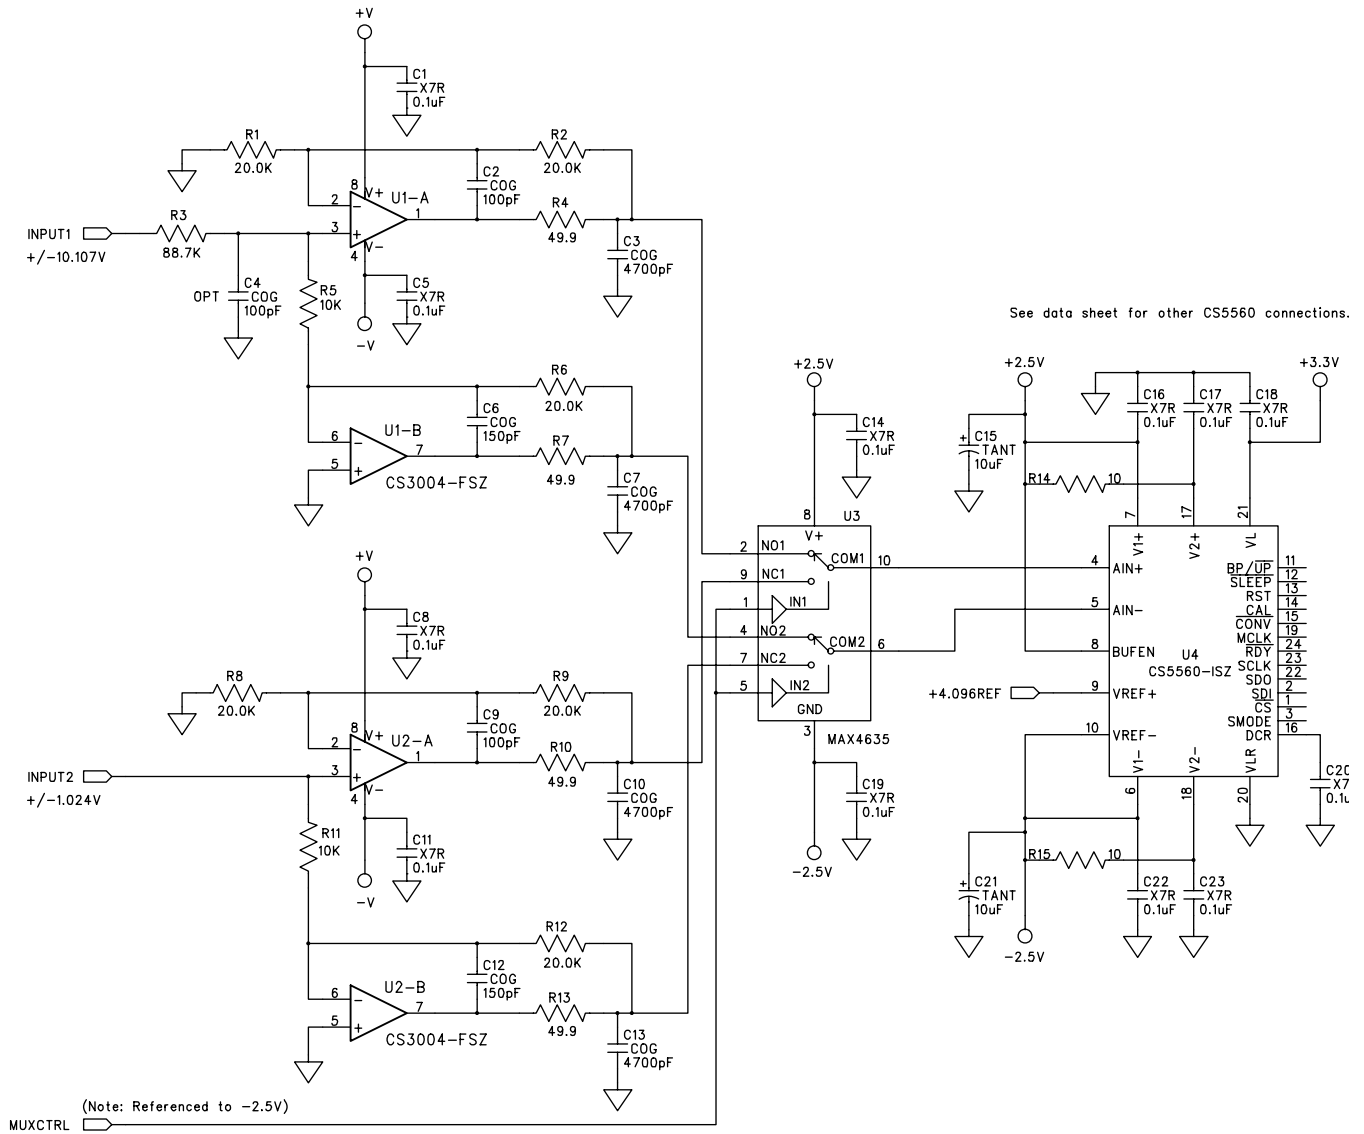 +V
C1
X7R
0.1uF
R1
20.0K
R2
20.0K
C2
COG
100pF
8
V+
U1-A
2
-
3
+
1
V-
4
R4
49.9
R3
88.7K
INPUT1
+/-10.107V
C3
COG
4700pF
OPT
C4
COG
100pF
R5
10K
C5
X7R
0.1uF
-V
See data sheet for other CS5560 connections.
R6
20.0K
C6
COG
150pF
U1-B
6
-
5
+
7
CS3004-FSZ
R7
49.9
C7
COG
4700pF
+2.5V
C14
X7R
0.1uF
8
U3
V+
2
NO1
COM1
10
9
NC1
1
IN1
4
NO2
COM2
6
7
NC2
5
IN2
GND
3
MAX4635
C19
X7R
0.1uF
-2.5V
+2.5V
+3.3V
C16
X7R
0.1uF
C17
X7R
0.1uF
C18
X7R
0.1uF
+
C15
TANT
10uF
R14
10
7
17
21
V1+
V2+
VL
4
AIN+
5
AIN-
8
BUFEN
+4.096REF
9
VREF+
10
VREF-
U4
CS5560-ISZ
BP/UP
11
SLEEP
12
RST
13
CAL
14
CONV
15
MCLK
19
RDY
24
SCLK
23
SDO
22
SDI
2
CS
1
SMODE
3
DCR
16
V1-
V2-
VLR
6
18
20
C20
X7
0.1u
R15
10
+
C21
TANT
10uF
C22
X7R
0.1uF
C23
X7R
0.1uF
-2.5V
+V
C8
X7R
0.1uF
R8
20.0K
R9
20.0K
C9
COG
100pF
8
V+
U2-A
2
-
3
+
1
V-
4
R10
49.9
INPUT2
+/-1.024V
C10
COG
4700pF
R11
10K
C11
X7R
0.1uF
-V
R12
20.0K
C12
COG
150pF
U2-B
6
-
5
+
7
CS3004-FSZ
R13
49.9
C13
COG
4700pF
(Note: Referenced to -2.5V)
MUXCTRL